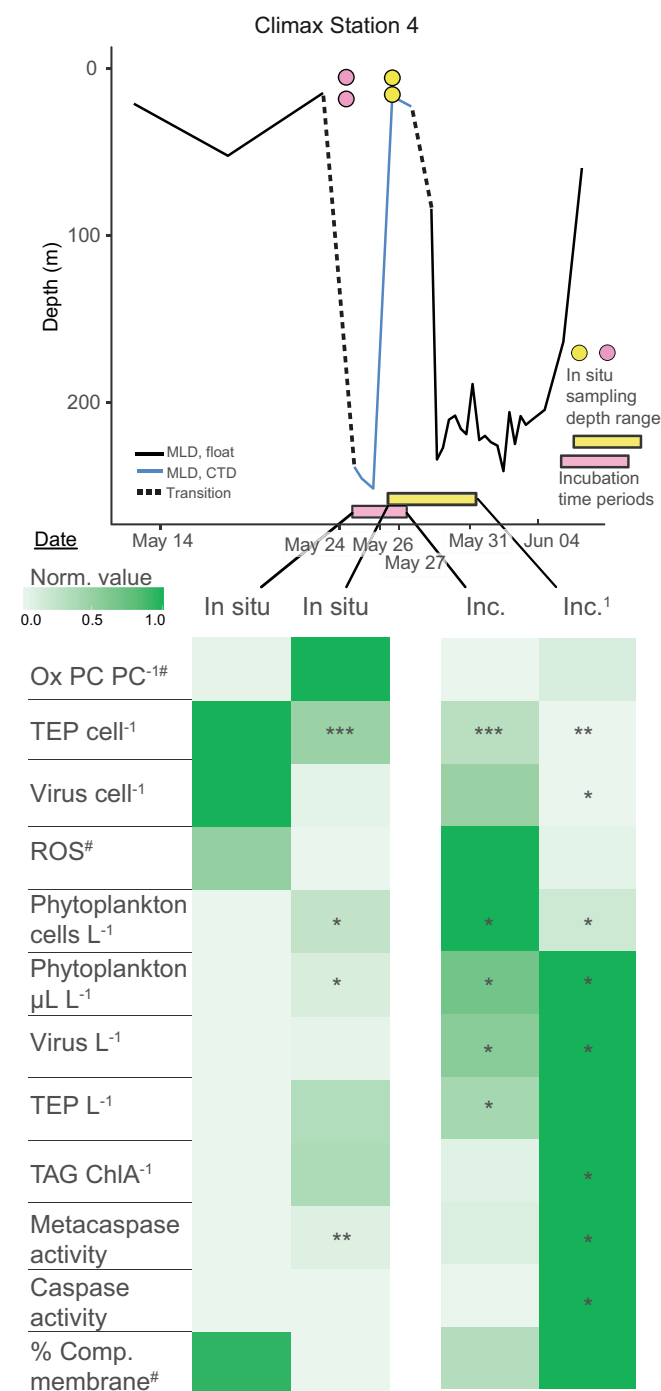 Climax Station 4
0
100
200
Depth (m)
MLD, float
MLD, CTD
Transition
In situ
sampling
depth range
Incubation
time periods
Date
May 14
May 24
May 26
May 27
May 31
Jun 04
Norm. value
0.0
0.5
1.0
In situ
In situ
Inc.
Inc.¹
Ox PC PC⁻¹#
TEP cell⁻¹
***
***
**
Virus cell⁻¹
*
ROS#
Phytoplankton
cells L⁻¹
*
*
*
Phytoplankton
µL L⁻¹
*
*
*
Virus L⁻¹
*
*
TEP L⁻¹
*
TAG ChlA⁻¹
*
Metacaspase
activity
**
*
Caspase
activity
*
% Comp.
membrane#